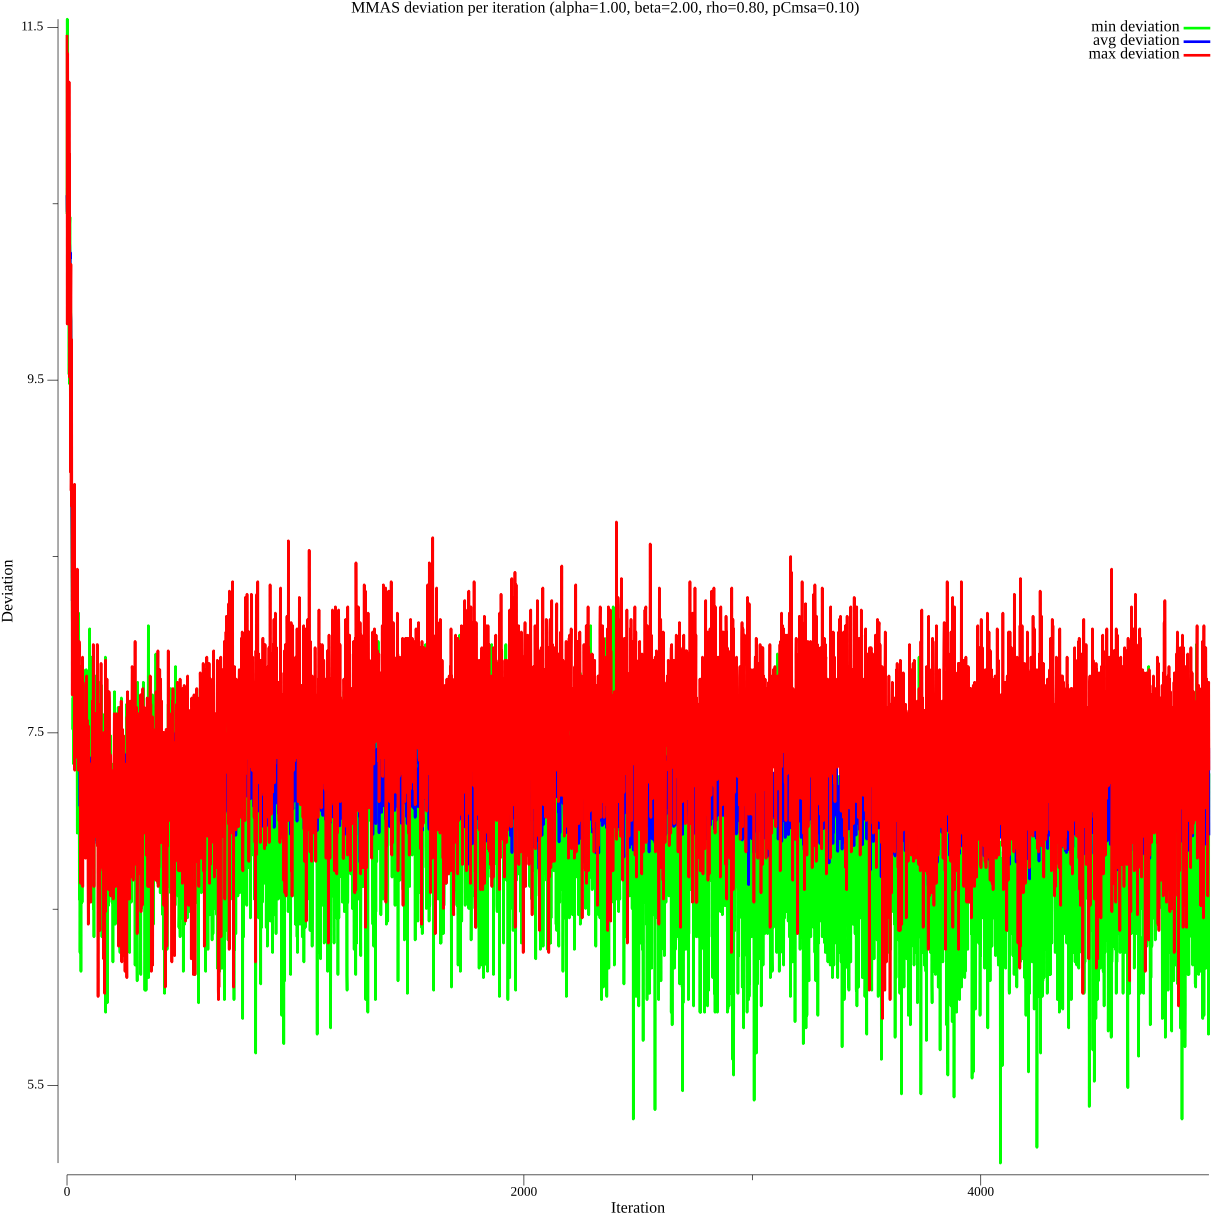 MMAS deviation per iteration (alpha=1.00, beta=2.00, rho=0.80, pCmsa=0.10)
min deviation
avg deviation
max deviation
11.5
9.5
7.5
5.5
Deviation
0
2000
4000
Iteration